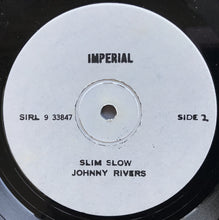 IMPERIAL
SIRL 9 33847
SIDE 2
SLIM SLOW
JOHNNY RIVERS